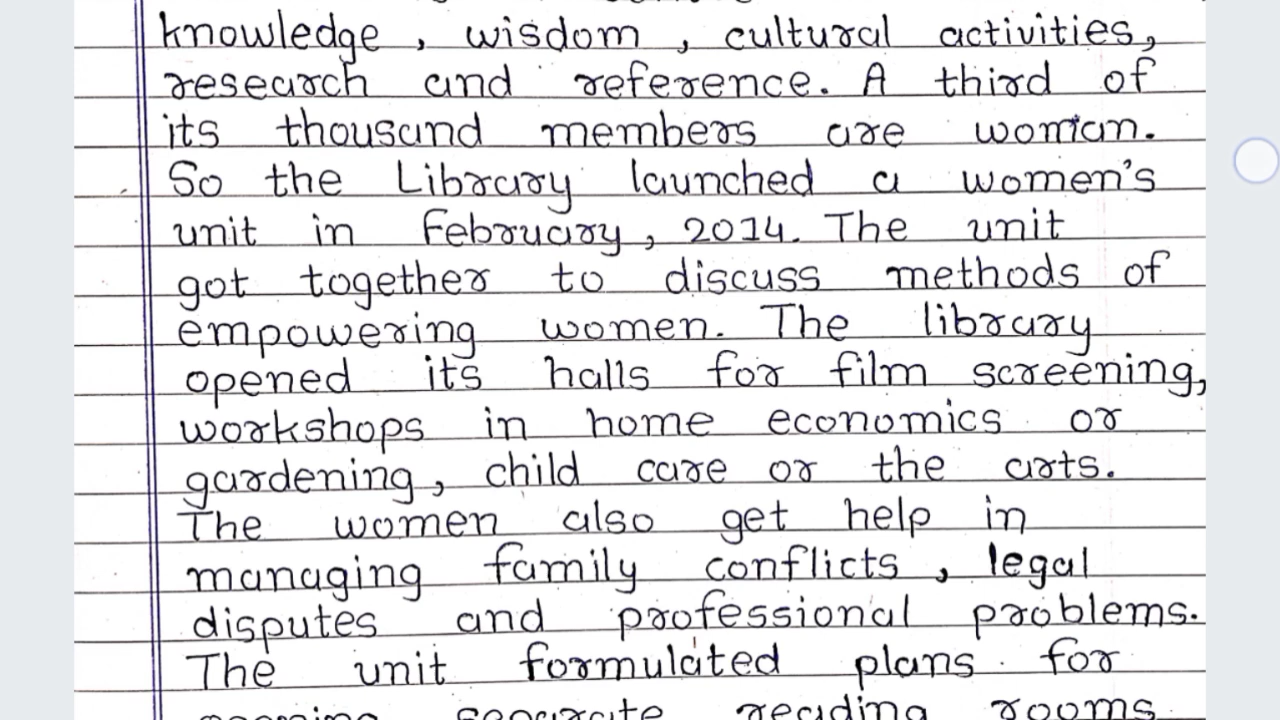 knowledge, wisdom, cultural activities,
research and reference. A third of
its thousand members are woman.
So the Library launched a women's
unit in February, 2014. The unit
got together to discuss methods of
empowering women. The library
opened its halls for film screening,
workshops in home economics or
gardening, child care or the arts.
The women also get help in
managing family conflicts, legal
disputes and professional problems.
The unit formulated plans for
separate reading rooms